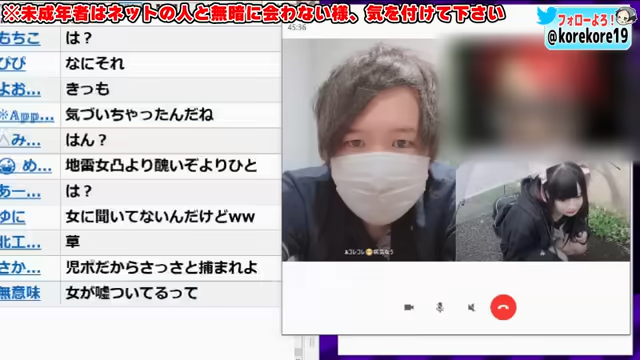 ※未成年者はネットの人と無暗に会わない様、気を付けて下さい
フォローよろ!
@korekore19
45:36
もちこ は?
ぴぴ なにそれ
よお… きっも
※App… 気づいちゃったんだね
△み… はん?
め… 地雷女凸より醜いぞよりひと
あー… は?
ゆに 女に聞いてないんだけどww
北工… 草
さか… 児ポだからさっさと捕まれよ
無意味 女が嘘ついてるって